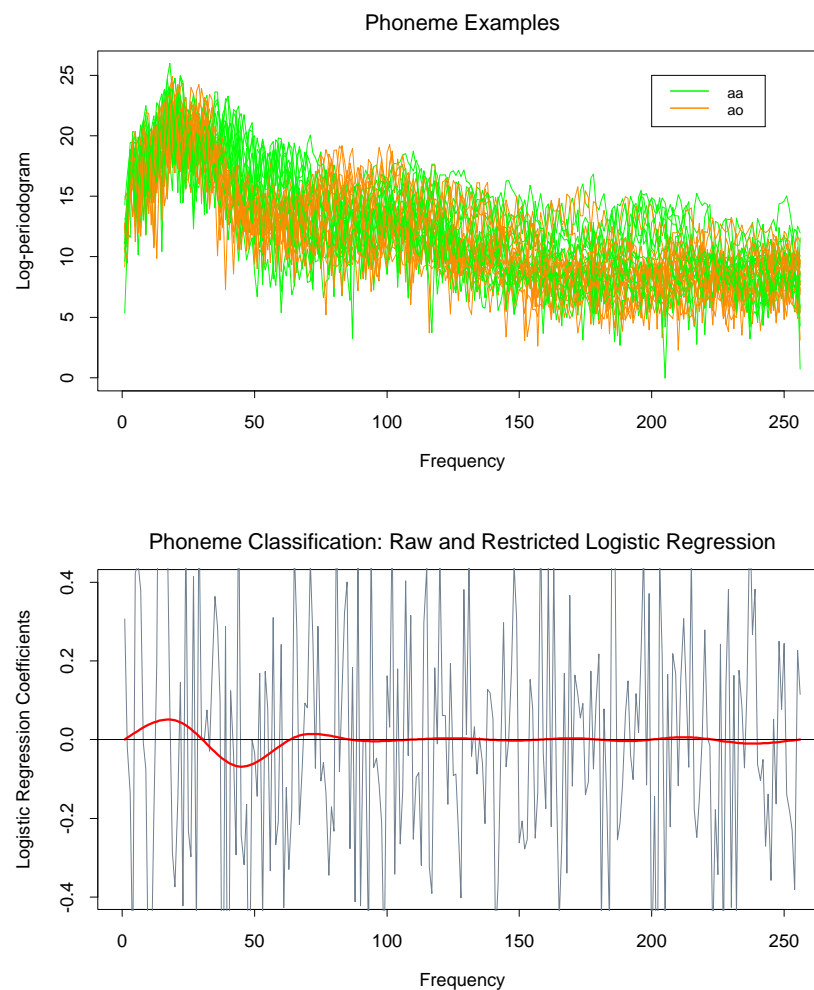 Phoneme Examples
25
20
15
10
5
0
Log-periodogram
aa
ao
0 50 100 150 200 250
Frequency
Phoneme Classification: Raw and Restricted Logistic Regression
0.4
0.2
0.0
-0.2
-0.4
Logistic Regression Coefficients
0 50 100 150 200 250
Frequency